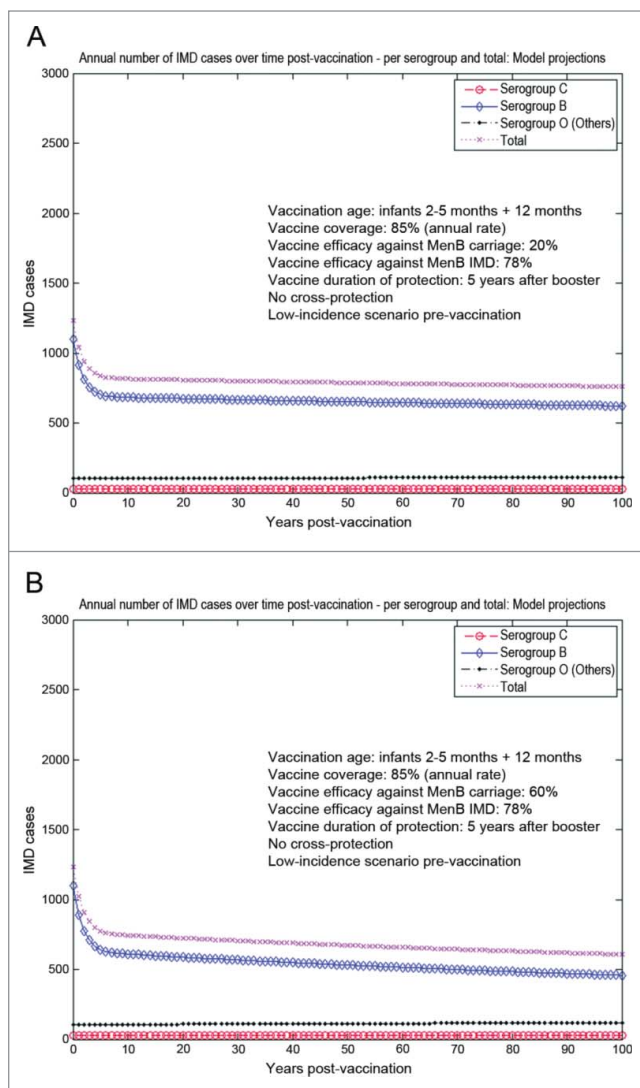 A
Annual number of IMD cases over time post-vaccination - per serogroup and total: Model projections
3000
2500
2000
1500
1000
500
0
IMD cases
Serogroup C
Serogroup B
Serogroup O (Others)
Total
Vaccination age: infants 2-5 months + 12 months
Vaccine coverage: 85% (annual rate)
Vaccine efficacy against MenB carriage: 20%
Vaccine efficacy against MenB IMD: 78%
Vaccine duration of protection: 5 years after booster
No cross-protection
Low-incidence scenario pre-vaccination
0 10 20 30 40 50 60 70 80 90 100
Years post-vaccination
B
Annual number of IMD cases over time post-vaccination - per serogroup and total: Model projections
3000
2500
2000
1500
1000
500
0
IMD cases
Serogroup C
Serogroup B
Serogroup O (Others)
Total
Vaccination age: infants 2-5 months + 12 months
Vaccine coverage: 85% (annual rate)
Vaccine efficacy against MenB carriage: 60%
Vaccine efficacy against MenB IMD: 78%
Vaccine duration of protection: 5 years after booster
No cross-protection
Low-incidence scenario pre-vaccination
0 10 20 30 40 50 60 70 80 90 100
Years post-vaccination